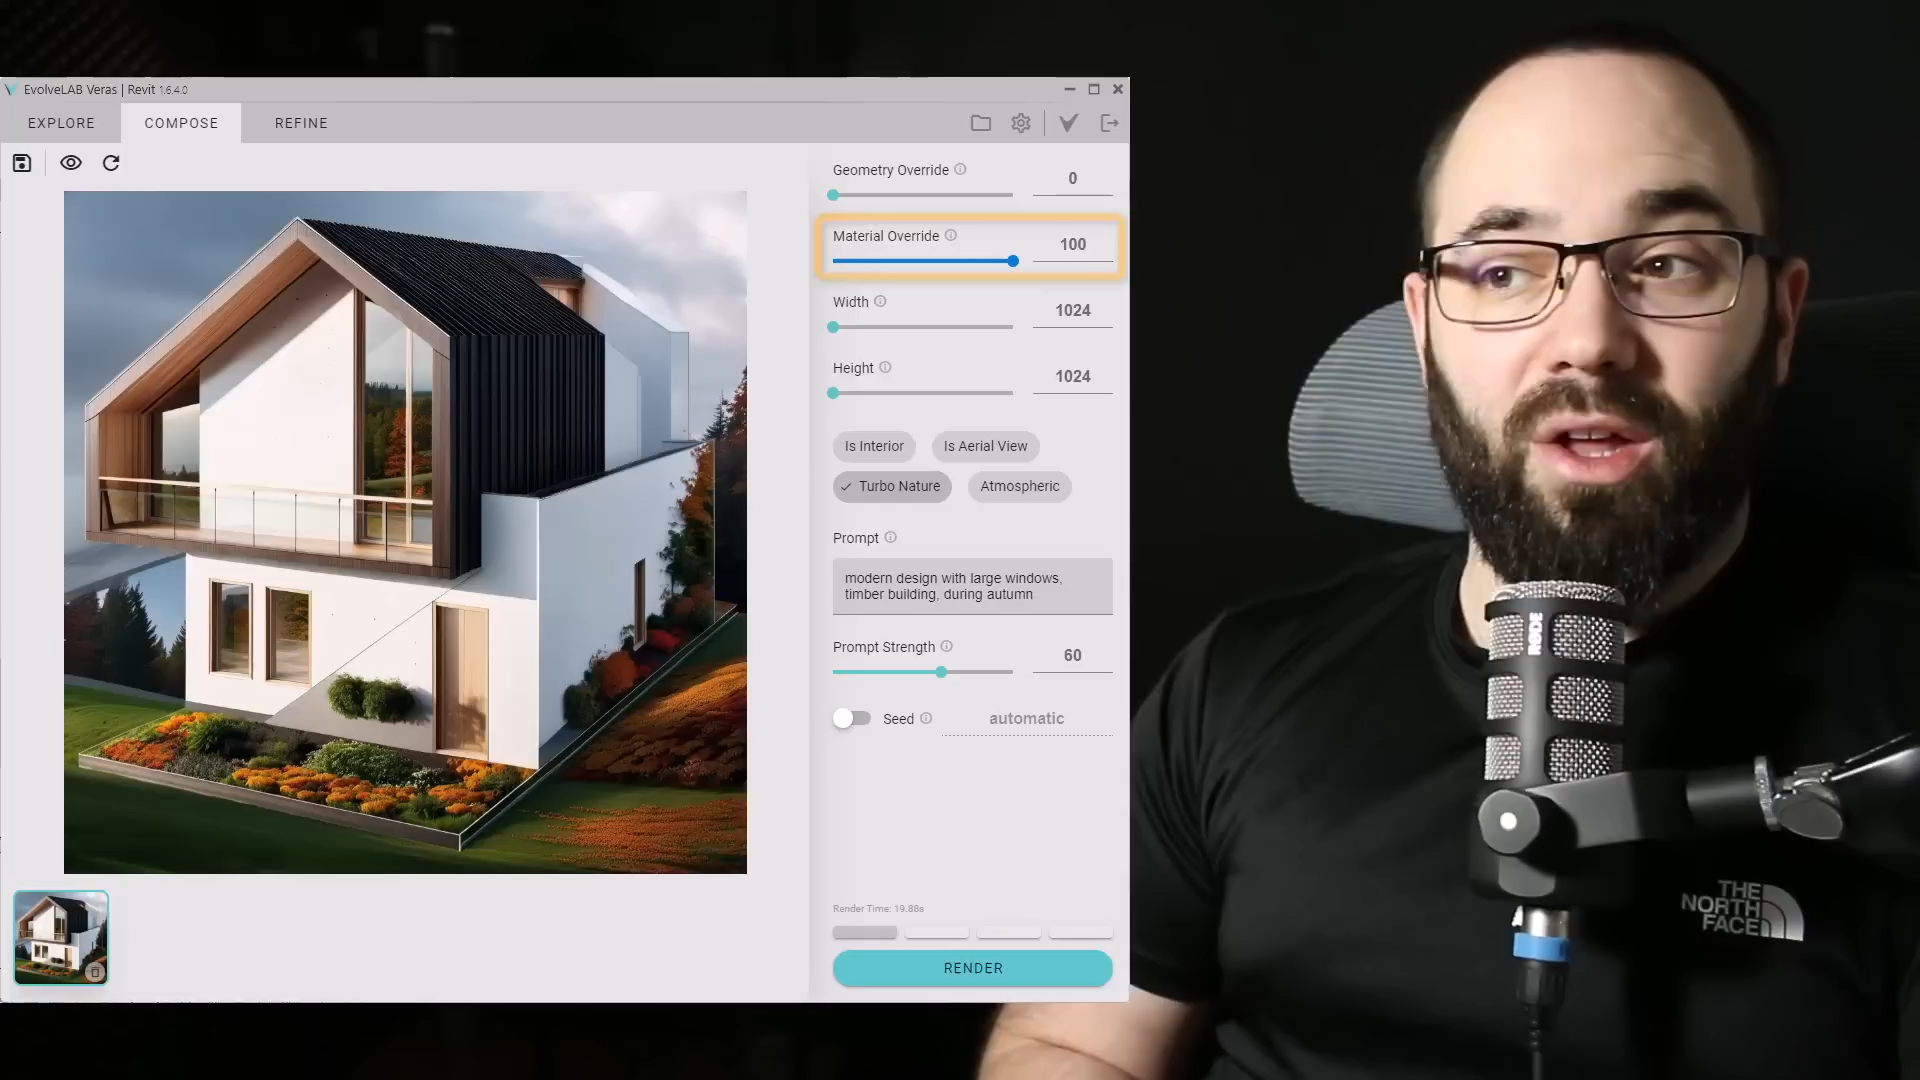 EvolveLAB Veras | Revit 1.6.4.0
EXPLORE
COMPOSE
REFINE
Geometry Override
0
Material Override
100
Width
1024
Height
1024
Is Interior
Is Aerial View
Turbo Nature
Atmospheric
Prompt
modern design with large windows,
timber building, during autumn
Prompt Strength
60
Seed
automatic
Render Time: 19.88s
RENDER
RØDE
THE
NORTH
FACE